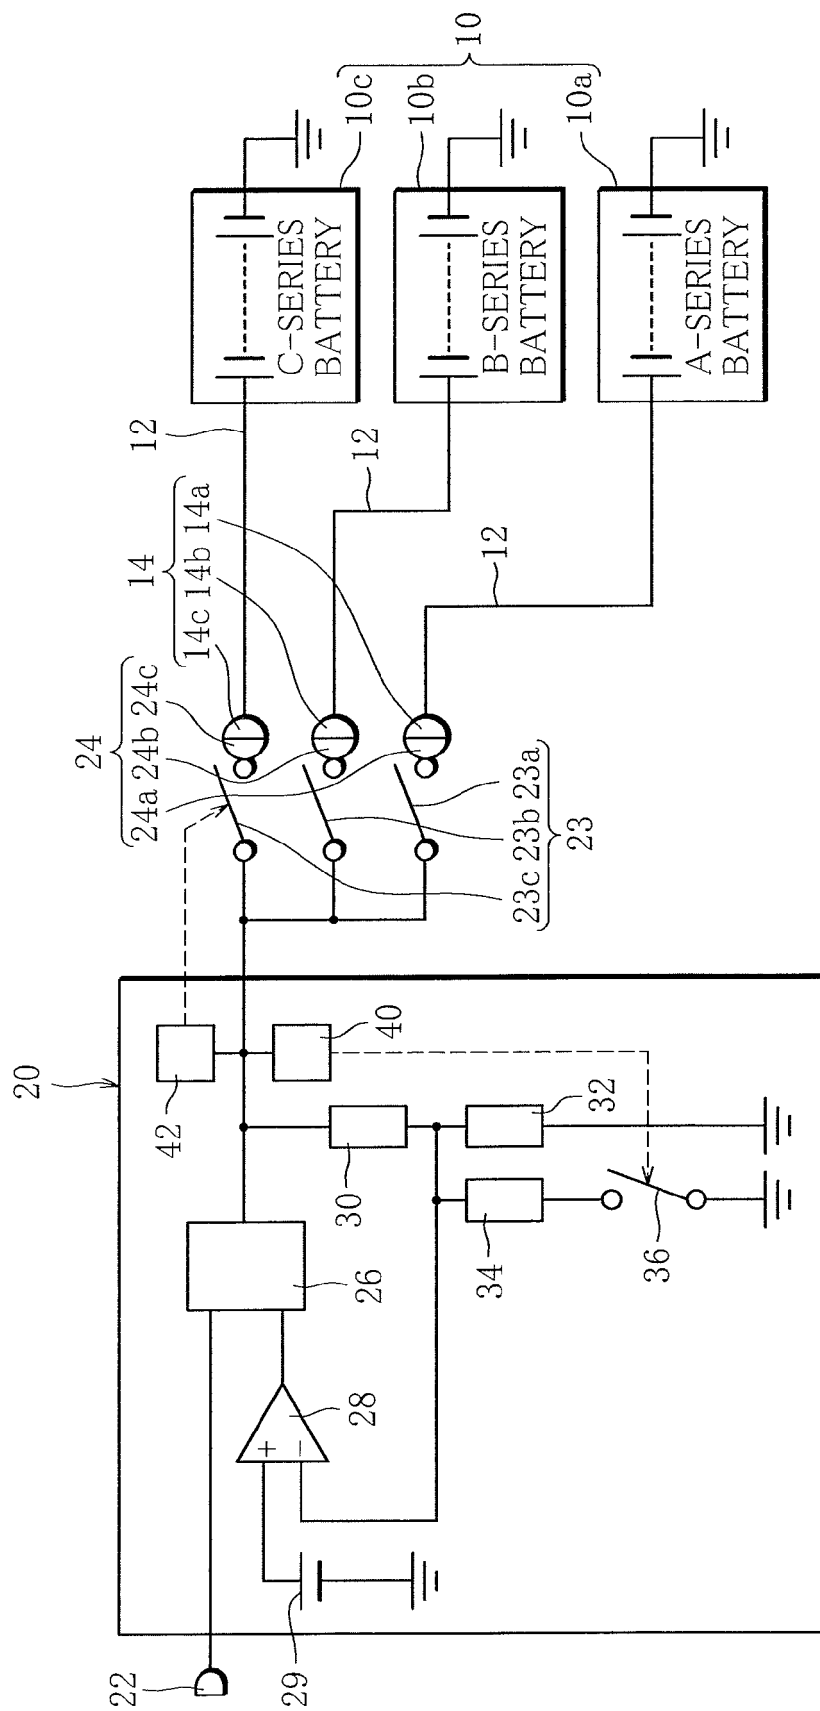 10
10c
10b
10a
C-SERIES
BATTERY
B-SERIES
BATTERY
A-SERIES
BATTERY
12
12
12
14
14c
14b
14a
24
24a
24b
24c
23c
23b
23a
23
20
42
40
30
32
34
36
26
28
+
−
29
22